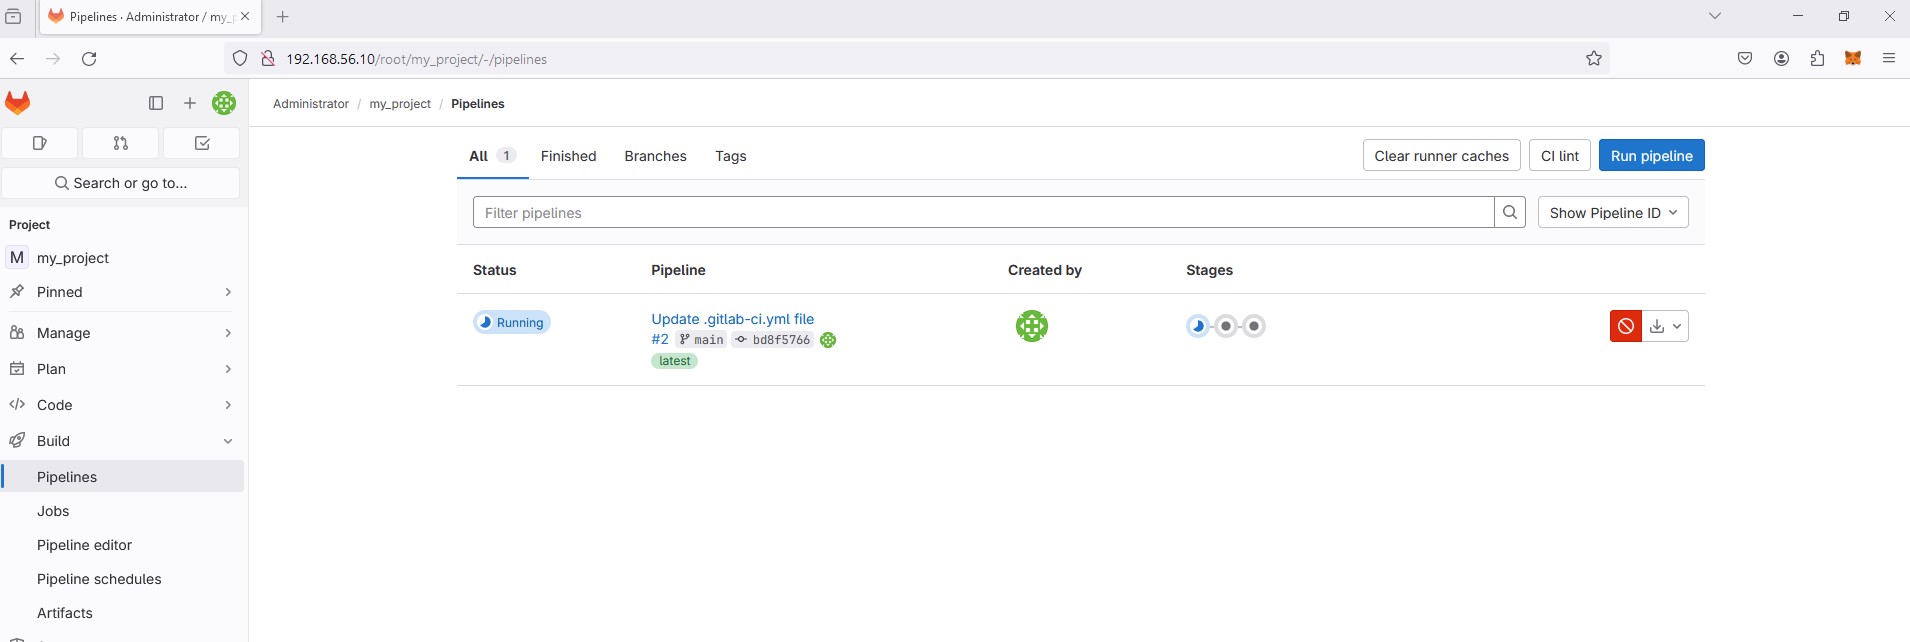 Pipelines · Administrator / my_p
192.168.56.10/root/my_project/-/pipelines
Administrator / my_project / Pipelines
All 1 Finished Branches Tags
Clear runner caches CI lint Run pipeline
Search or go to...
Filter pipelines
Show Pipeline ID
Project
M my_project
Pinned
Manage
Plan
Code
Build
Pipelines
Jobs
Pipeline editor
Pipeline schedules
Artifacts
Status Pipeline Created by Stages
Running
Update .gitlab-ci.yml file
#2 main bd8f5766
latest